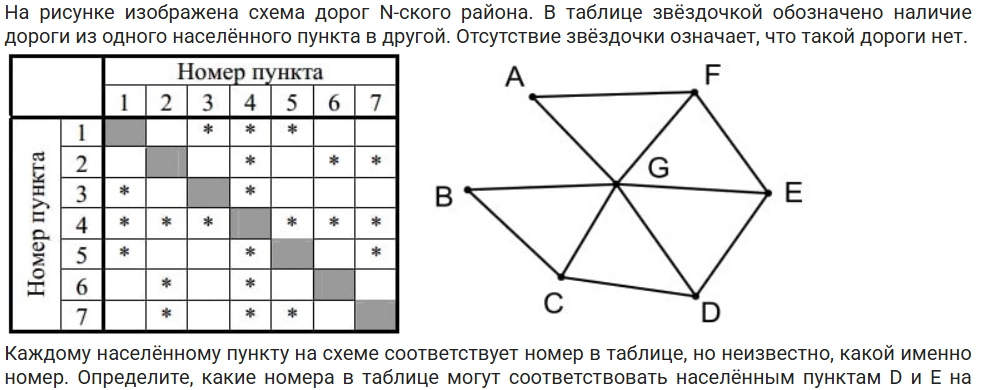 На рисунке изображена схема дорог N-ского района. В таблице звёздочкой обозначено наличие
дороги из одного населённого пункта в другой. Отсутствие звёздочки означает, что такой дороги нет.
Номер пункта
1 2 3 4 5 6 7
Номер пункта
1 * * *
2 * * *
3 * *
4 * * * * * *
5 * * *
6 * *
7 * * *
A F
G
B E
C D
Каждому населённому пункту на схеме соответствует номер в таблице, но неизвестно, какой именно
номер. Определите, какие номера в таблице могут соответствовать населённым пунктам D и E на